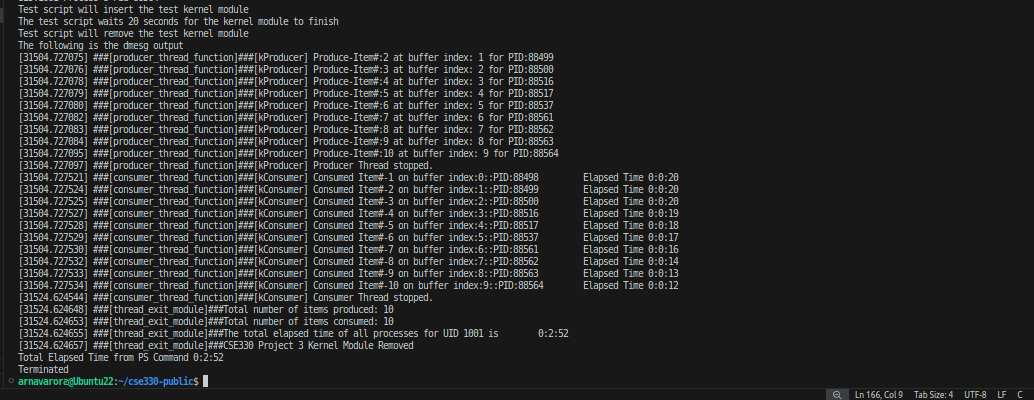 Test script will insert the test kernel module
The test script waits 20 seconds for the kernel module to finish
Test script will remove the test kernel module
The following is the dmesg output
[31504.727075] ###[producer_thread_function]###[kProducer] Produce-Item#:2 at buffer index: 1 for PID:88499
[31504.727076] ###[producer_thread_function]###[kProducer] Produce-Item#:3 at buffer index: 2 for PID:88500
[31504.727078] ###[producer_thread_function]###[kProducer] Produce-Item#:4 at buffer index: 3 for PID:88516
[31504.727079] ###[producer_thread_function]###[kProducer] Produce-Item#:5 at buffer index: 4 for PID:88517
[31504.727080] ###[producer_thread_function]###[kProducer] Produce-Item#:6 at buffer index: 5 for PID:88537
[31504.727082] ###[producer_thread_function]###[kProducer] Produce-Item#:7 at buffer index: 6 for PID:88561
[31504.727083] ###[producer_thread_function]###[kProducer] Produce-Item#:8 at buffer index: 7 for PID:88562
[31504.727084] ###[producer_thread_function]###[kProducer] Produce-Item#:9 at buffer index: 8 for PID:88563
[31504.727095] ###[producer_thread_function]###[kProducer] Produce-Item#:10 at buffer index: 9 for PID:88564
[31504.727097] ###[producer_thread_function]###[kProducer] Producer Thread stopped.
[31504.727521] ###[consumer_thread_function]###[kConsumer] Consumed Item#-1 on buffer index:0::PID:88498 Elapsed Time 0:0:20
[31504.727524] ###[consumer_thread_function]###[kConsumer] Consumed Item#-2 on buffer index:1::PID:88499 Elapsed Time 0:0:20
[31504.727525] ###[consumer_thread_function]###[kConsumer] Consumed Item#-3 on buffer index:2::PID:88500 Elapsed Time 0:0:20
[31504.727527] ###[consumer_thread_function]###[kConsumer] Consumed Item#-4 on buffer index:3::PID:88516 Elapsed Time 0:0:19
[31504.727528] ###[consumer_thread_function]###[kConsumer] Consumed Item#-5 on buffer index:4::PID:88517 Elapsed Time 0:0:18
[31504.727529] ###[consumer_thread_function]###[kConsumer] Consumed Item#-6 on buffer index:5::PID:88537 Elapsed Time 0:0:17
[31504.727530] ###[consumer_thread_function]###[kConsumer] Consumed Item#-7 on buffer index:6::PID:88561 Elapsed Time 0:0:16
[31504.727532] ###[consumer_thread_function]###[kConsumer] Consumed Item#-8 on buffer index:7::PID:88562 Elapsed Time 0:0:14
[31504.727533] ###[consumer_thread_function]###[kConsumer] Consumed Item#-9 on buffer index:8::PID:88563 Elapsed Time 0:0:13
[31504.727534] ###[consumer_thread_function]###[kConsumer] Consumed Item#-10 on buffer index:9::PID:88564 Elapsed Time 0:0:12
[31524.624544] ###[consumer_thread_function]###[kConsumer] Consumer Thread stopped.
[31524.624648] ###[thread_exit_module]###Total number of items produced: 10
[31524.624653] ###[thread_exit_module]###Total number of items consumed: 10
[31524.624655] ###[thread_exit_module]###The total elapsed time of all processes for UID 1001 is 0:2:52
[31524.624657] ###[thread_exit_module]###CSE330 Project 3 Kernel Module Removed
Total Elapsed Time from PS Command 0:2:52
Terminated
arnavarora@Ubuntu22:~/cse330-public$
Ln 166, Col 9 Tab Size: 4 UTF-8 LF C